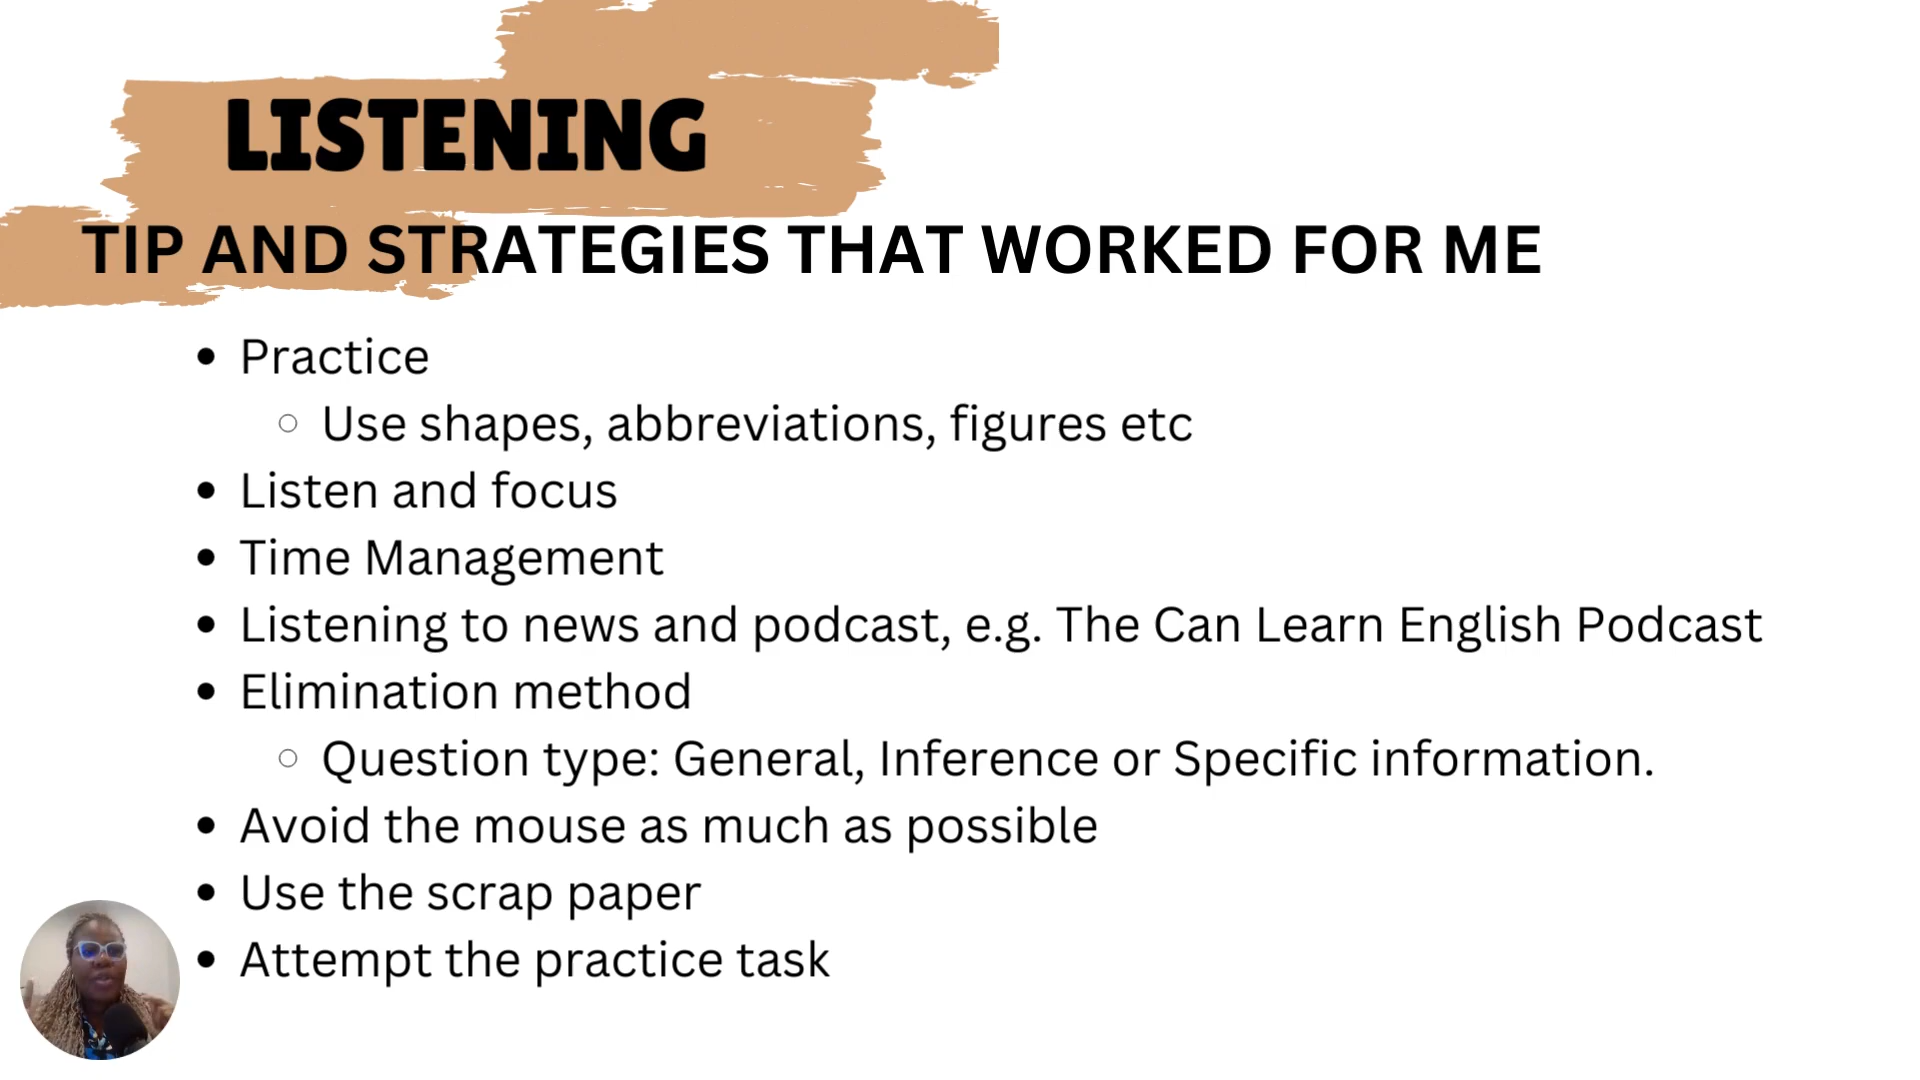 LISTENING
TIP AND STRATEGIES THAT WORKED FOR ME
• Practice
○ Use shapes, abbreviations, figures etc
• Listen and focus
• Time Management
• Listening to news and podcast, e.g. The Can Learn English Podcast
• Elimination method
○ Question type: General, Inference or Specific information.
• Avoid the mouse as much as possible
• Use the scrap paper
• Attempt the practice task